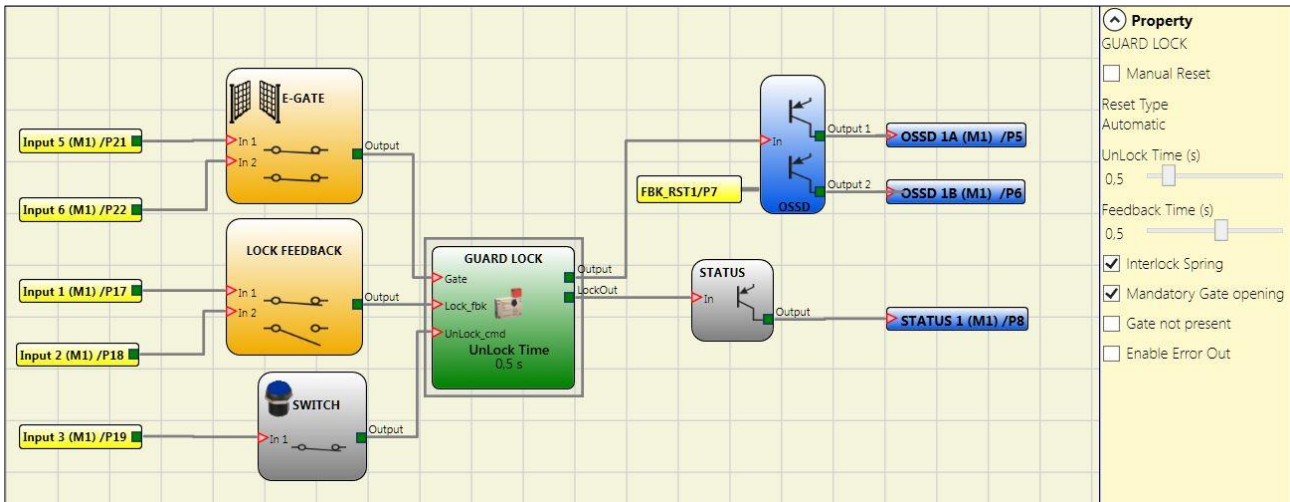 E-GATE
Input 5 (M1) /P21
In 1
In 2
Output
Input 6 (M1) /P22
LOCK FEEDBACK
Input 1 (M1) /P17
In 1
In 2
Output
Input 2 (M1) /P18
SWITCH
Input 3 (M1) /P19
In 1
Output
GUARD LOCK
Gate
Lock_fbk
UnLock_cmd
Output
LockOut
UnLock Time
0,5 s
FBK_RST1/P7
In
Output 1
Output 2
OSSD
OSSD 1A (M1) /P5
OSSD 1B (M1) /P6
STATUS
In
Output
STATUS 1 (M1) /P8
Property
GUARD LOCK
Manual Reset
Reset Type
Automatic
UnLock Time (s)
0,5
Feedback Time (s)
0,5
Interlock Spring
Mandatory Gate opening
Gate not present
Enable Error Out